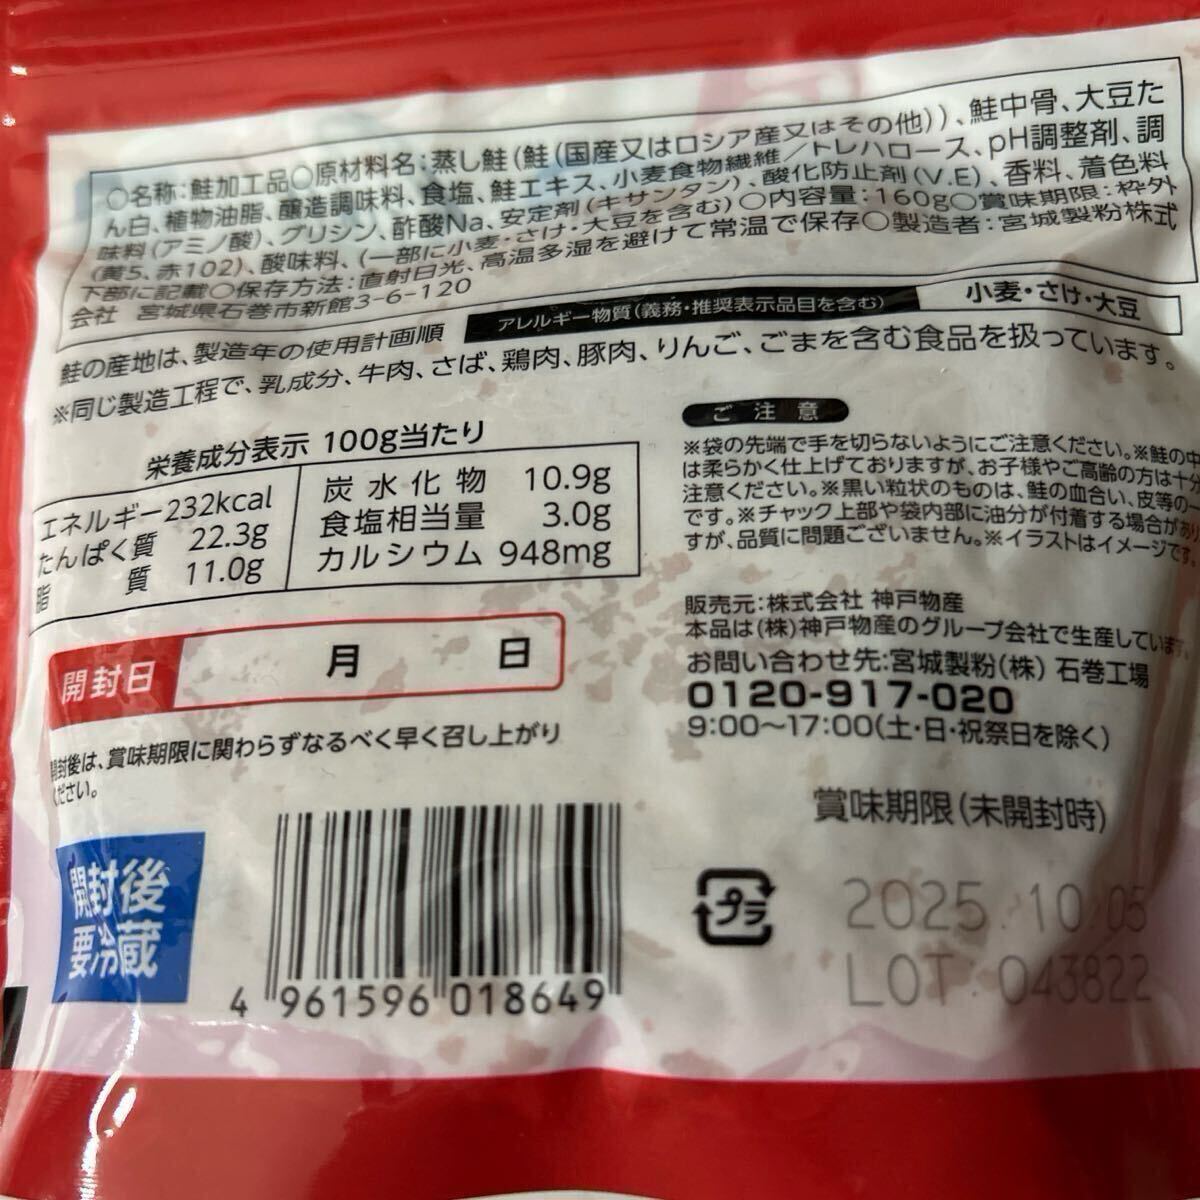 ○名称:鮭加工品○原材料名:蒸し鮭(鮭(国産又はロシア産又はその他))、鮭中骨、大豆た
ん白、植物油脂、醸造調味料、食塩、鮭エキス、小麦食物繊維/トレハロース、pH調整剤、調
味料(アミノ酸)、グリシン、酢酸Na、安定剤(キサンタン)、酸化防止剤(V.E)、香料、着色料
(黄5、赤102)、酸味料、(一部に小麦・さけ・大豆を含む)○内容量:160g○賞味期限:枠外
下部に記載○保存方法:直射日光、高温多湿を避けて常温で保存○製造者:宮城製粉株式
会社 宮城県石巻市新館3-6-120
アレルギー物質(義務・推奨表示品目を含む) 小麦・さけ・大豆
鮭の産地は、製造年の使用計画順
※同じ製造工程で、乳成分、牛肉、さば、鶏肉、豚肉、りんご、ごまを含む食品を扱っています。
栄養成分表示 100g当たり
エネルギー 232kcal
たんぱく質 22.3g
脂質 11.0g
炭水化物 10.9g
食塩相当量 3.0g
カルシウム 948mg
ご注意
※袋の先端で手を切らないようにご注意ください。※鮭の中
は柔らかく仕上げておりますが、お子様やご高齢の方は十分
注意ください。※黒い粒状のものは、鮭の血合い、皮等の一
です。※チャック上部や袋内部に油分が付着する場合があり
すが、品質に問題ございません。※イラストはイメージです。
販売元:株式会社 神戸物産
本品は(株)神戸物産のグループ会社で生産しています。
お問い合わせ先:宮城製粉(株) 石巻工場
0120-917-020
9:00〜17:00(土・日・祝祭日を除く)
開封日 月 日
開封後は、賞味期限に関わらずなるべく早く召し上がり
ください。
開封後
要冷蔵
4 961596 018649
プラ
賞味期限(未開封時)
2025.10.05
LOT. 043822